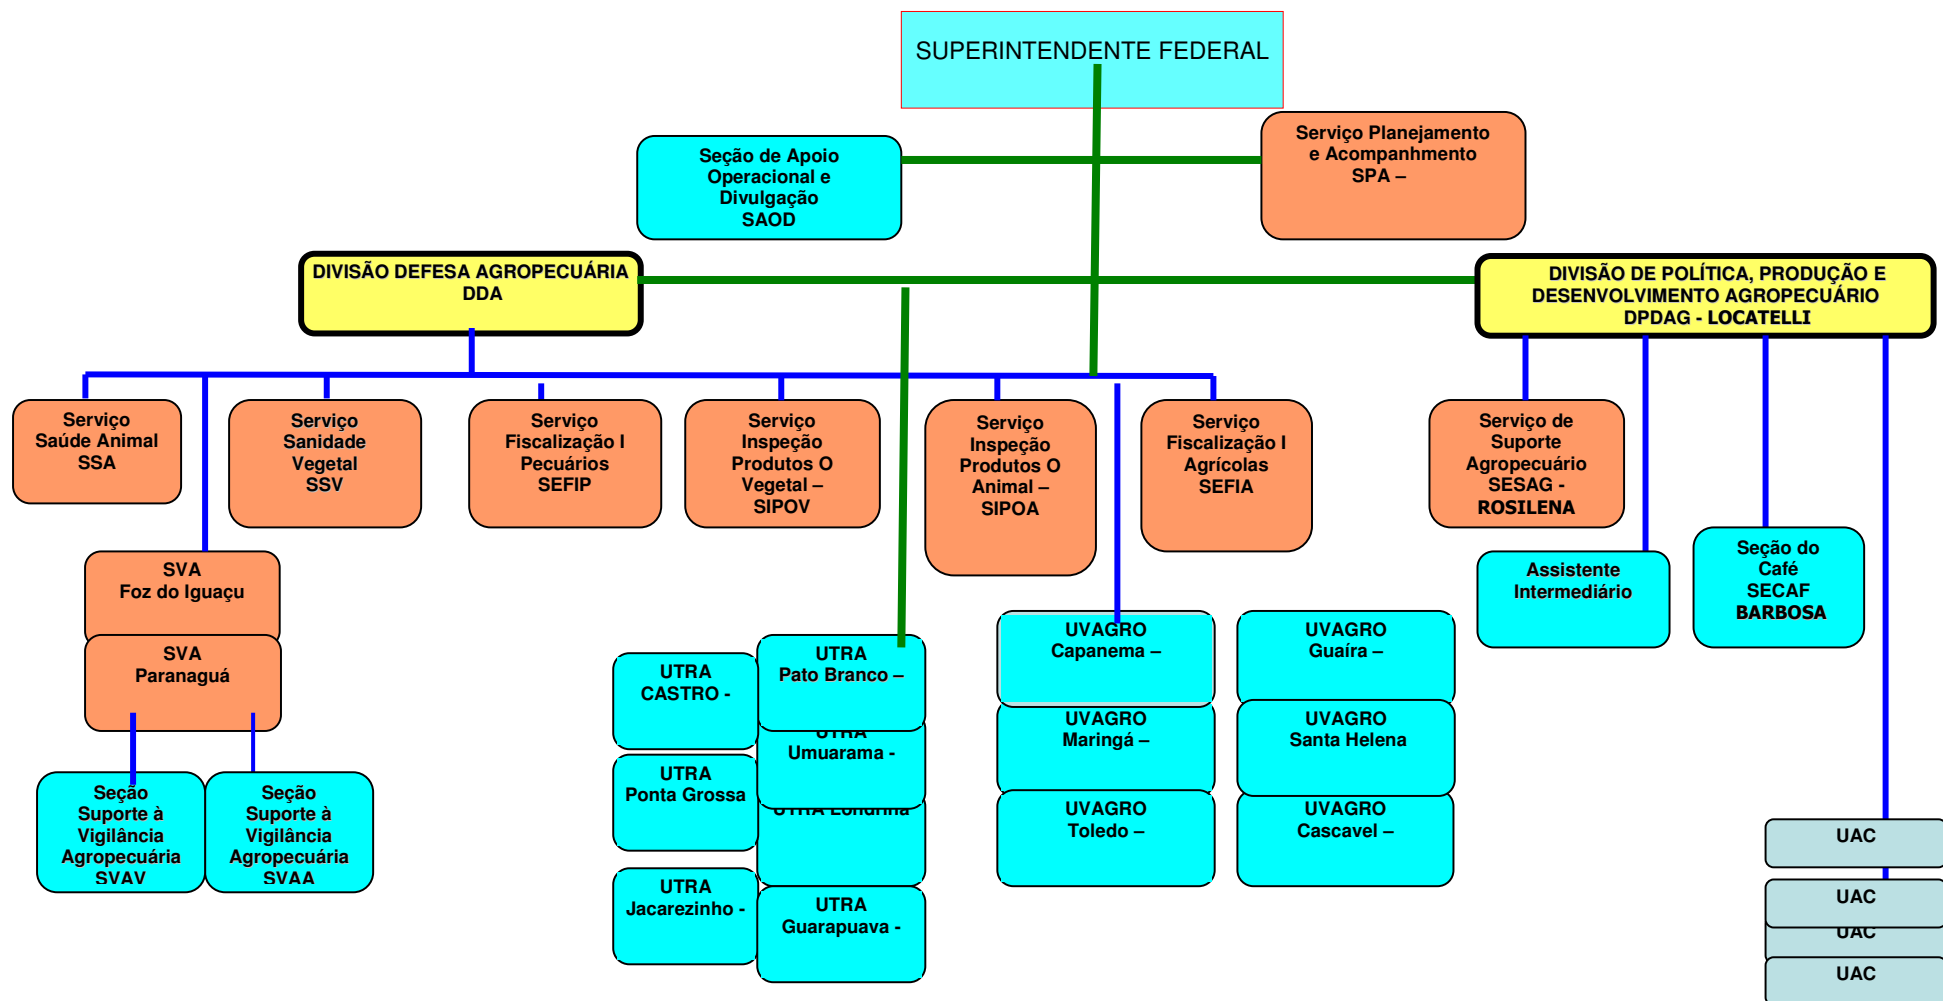 SUPERINTENDENTE FEDERAL
Seção de Apoio
Operacional e
Divulgação
SAOD
Serviço Planejamento
e Acompanhmento
SPA –
DIVISÃO DEFESA AGROPECUÁRIA
DDA
DIVISÃO DE POLÍTICA, PRODUÇÃO E
DESENVOLVIMENTO AGROPECUÁRIO
DPDAG - LOCATELLI
Serviço
Saúde Animal
SSA
Serviço
Sanidade
Vegetal
SSV
Serviço
Fiscalização I
Pecuários
SEFIP
Serviço
Inspeção
Produtos O
Vegetal –
SIPOV
Serviço
Inspeção
Produtos O
Animal –
SIPOA
Serviço
Fiscalização I
Agrícolas
SEFIA
Serviço de
Suporte
Agropecuário
SESAG -
ROSILENA
Assistente
Intermediário
Seção do
Café
SECAF
BARBOSA
SVA
Foz do Iguaçu
SVA
Paranaguá
Seção
Suporte à
Vigilância
Agropecuária
SVAV
Seção
Suporte à
Vigilância
Agropecuária
SVAA
UTRA
CASTRO -
UTRA
Ponta Grossa
UTRA
Jacarezinho -
UTRA
Pato Branco –
UTRA
Umuarama -
UTRA Londrina
UTRA
Guarapuava -
UVAGRO
Capanema –
UVAGRO
Maringá –
UVAGRO
Toledo –
UVAGRO
Guaíra –
UVAGRO
Santa Helena
UVAGRO
Cascavel –
UAC
UAC
UAC
UAC